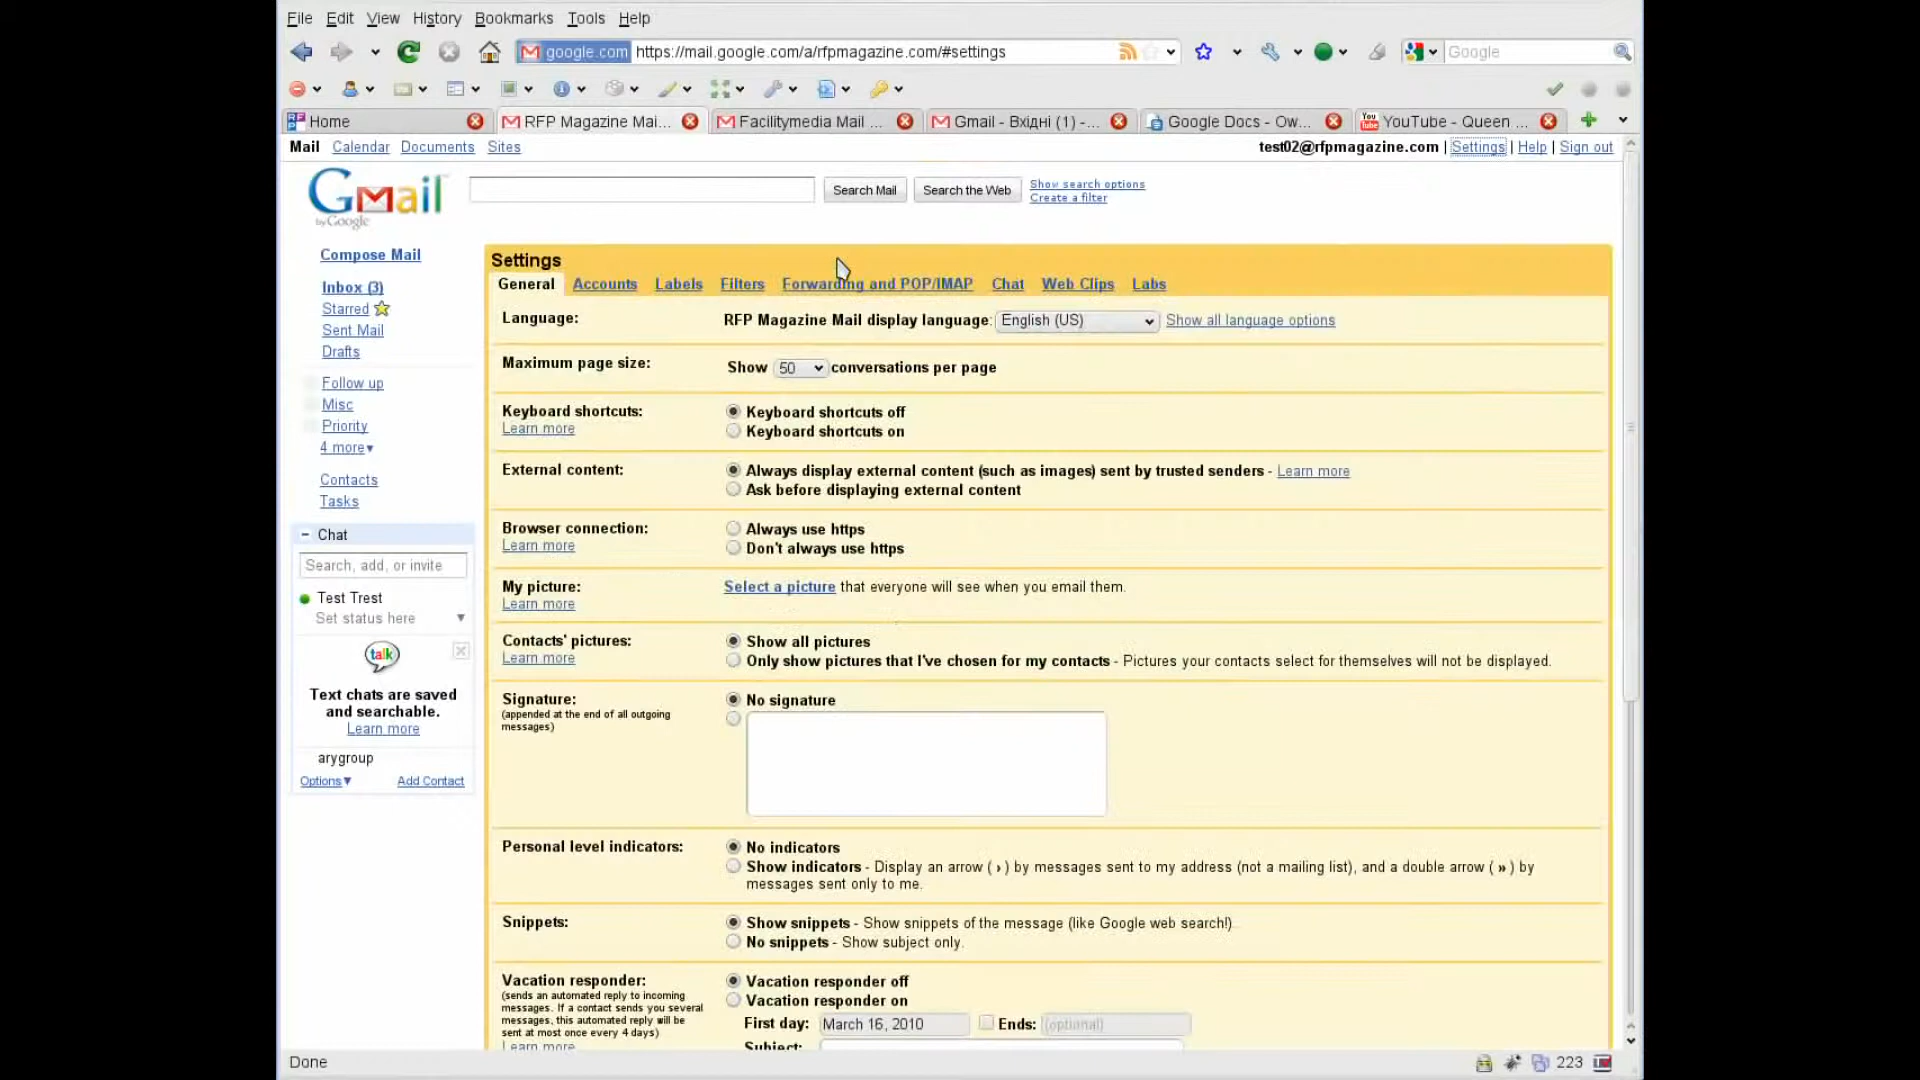 File Edit View History Bookmarks Tools Help
google.com https://mail.google.com/a/rfpmagazine.com/#settings Google
Home RFP Magazine Mai... Facilitymedia Mail ... Gmail - Вхідні (1) -... Google Docs - Ow... YouTube - Queen ...
Mail Calendar Documents Sites test02@rfpmagazine.com | Settings | Help | Sign out
Gmail by Google
Search Mail Search the Web Show search options
Create a filter
Compose Mail
Inbox (3)
Starred
Sent Mail
Drafts
Follow up
Misc
Priority
4 more▾
Contacts
Tasks
− Chat
Search, add, or invite
Test Trest
Set status here
talk
Text chats are saved
and searchable.
Learn more
arygroup
Options▼ Add Contact
Settings
General Accounts Labels Filters Forwarding and POP/IMAP Chat Web Clips Labs
Language: RFP Magazine Mail display language: English (US) Show all language options
Maximum page size: Show 50 conversations per page
Keyboard shortcuts: Keyboard shortcuts off
Learn more Keyboard shortcuts on
External content: Always display external content (such as images) sent by trusted senders - Learn more
Ask before displaying external content
Browser connection: Always use https
Learn more Don't always use https
My picture: Select a picture that everyone will see when you email them.
Learn more
Contacts' pictures: Show all pictures
Learn more Only show pictures that I've chosen for my contacts - Pictures your contacts select for themselves will not be displayed.
Signature: No signature
(appended at the end of all outgoing
messages)
Personal level indicators: No indicators
Show indicators - Display an arrow ( › ) by messages sent to my address (not a mailing list), and a double arrow ( » ) by
messages sent only to me.
Snippets: Show snippets - Show snippets of the message (like Google web search!).
No snippets - Show subject only.
Vacation responder: Vacation responder off
(sends an automated reply to incoming
messages. If a contact sends you several
messages, this automated reply will be
sent at most once every 4 days)
Learn more
Vacation responder on
First day: March 16, 2010 Ends: (optional)
Subject:
Done 223